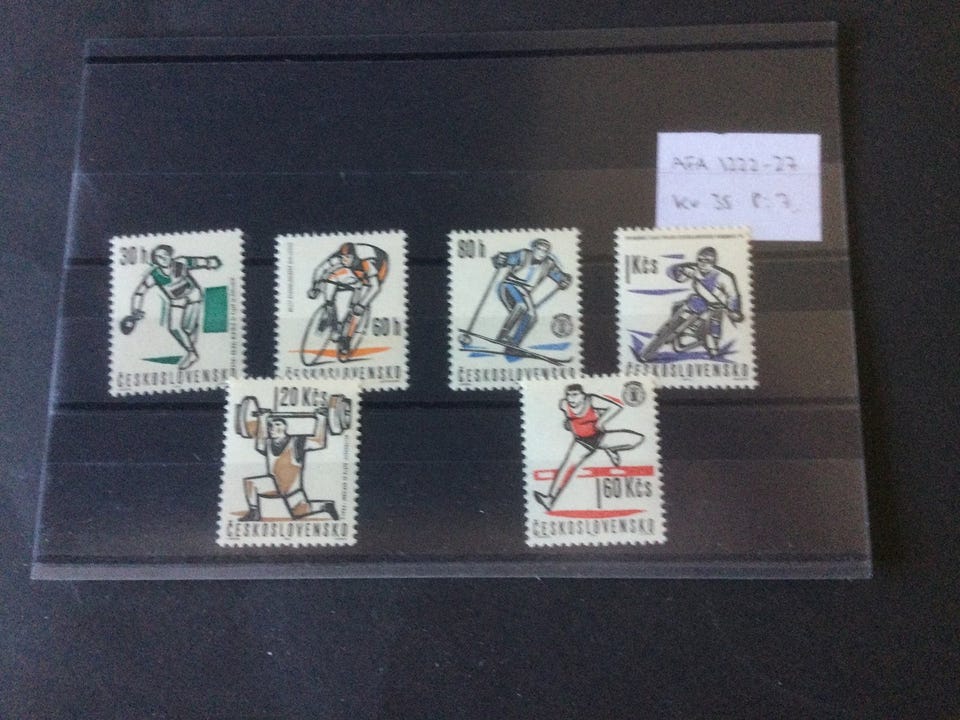 AFA 1222-27
kv 35 P: 7,
30 h
ČESKOSLOVENSKO
60 h
ČESKOSLOVENSKO
80 h
ČESKOSLOVENSKO
1 Kčs
ČESKOSLOVENSKO
1 20 Kčs
ČESKOSLOVENSKO
1 60 Kčs
ČESKOSLOVENSKO